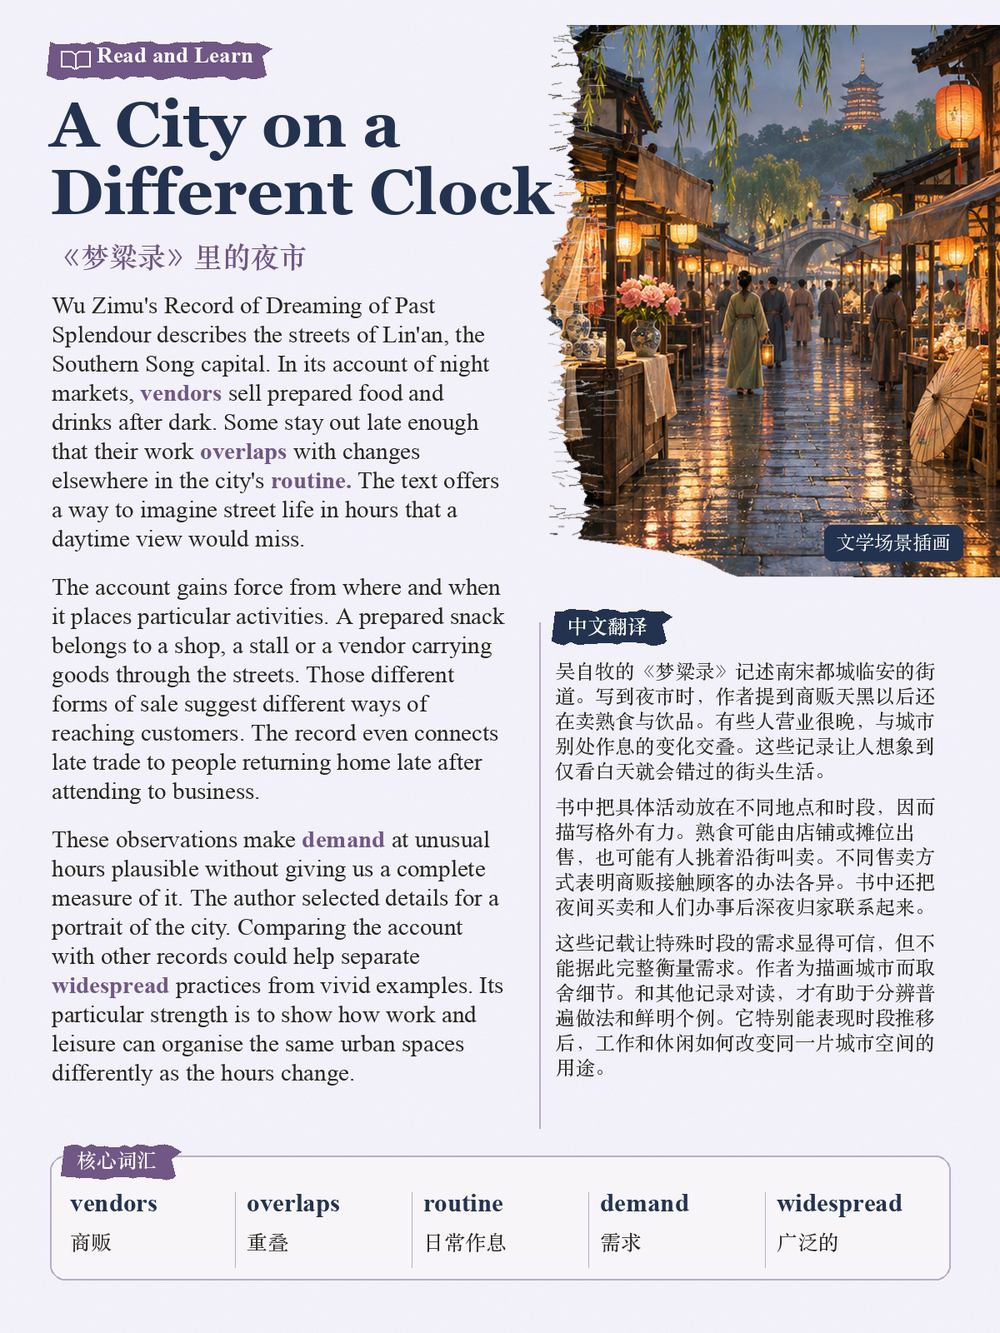 Read and Learn
A City on a
Different Clock
《梦粱录》里的夜市
Wu Zimu's Record of Dreaming of Past
Splendour describes the streets of Lin'an, the
Southern Song capital. In its account of night
markets, vendors sell prepared food and
drinks after dark. Some stay out late enough
that their work overlaps with changes
elsewhere in the city's routine. The text offers
a way to imagine street life in hours that a
daytime view would miss.
The account gains force from where and when
it places particular activities. A prepared snack
belongs to a shop, a stall or a vendor carrying
goods through the streets. Those different
forms of sale suggest different ways of
reaching customers. The record even connects
late trade to people returning home late after
attending to business.
These observations make demand at unusual
hours plausible without giving us a complete
measure of it. The author selected details for a
portrait of the city. Comparing the account
with other records could help separate
widespread practices from vivid examples. Its
particular strength is to show how work and
leisure can organise the same urban spaces
differently as the hours change.
文学场景插画
中文翻译
吴自牧的《梦粱录》记述南宋都城临安的街
道。写到夜市时，作者提到商贩天黑以后还
在卖熟食与饮品。有些人营业很晚，与城市
别处作息的变化交叠。这些记录让人想象到
仅看白天就会错过的街头生活。
书中把具体活动放在不同地点和时段，因而
描写格外有力。熟食可能由店铺或摊位出
售，也可能有人挑着沿街叫卖。不同售卖方
式表明商贩接触顾客的办法各异。书中还把
夜间买卖和人们办事后深夜归家联系起来。
这些记载让特殊时段的需求显得可信，但不
能据此完整衡量需求。作者为描画城市而取
舍细节。和其他记录对读，才有助于分辨普
遍做法和鲜明个例。它特别能表现时段推移
后，工作和休闲如何改变同一片城市空间的
用途。
核心词汇
vendors
商贩
overlaps
重叠
routine
日常作息
demand
需求
widespread
广泛的